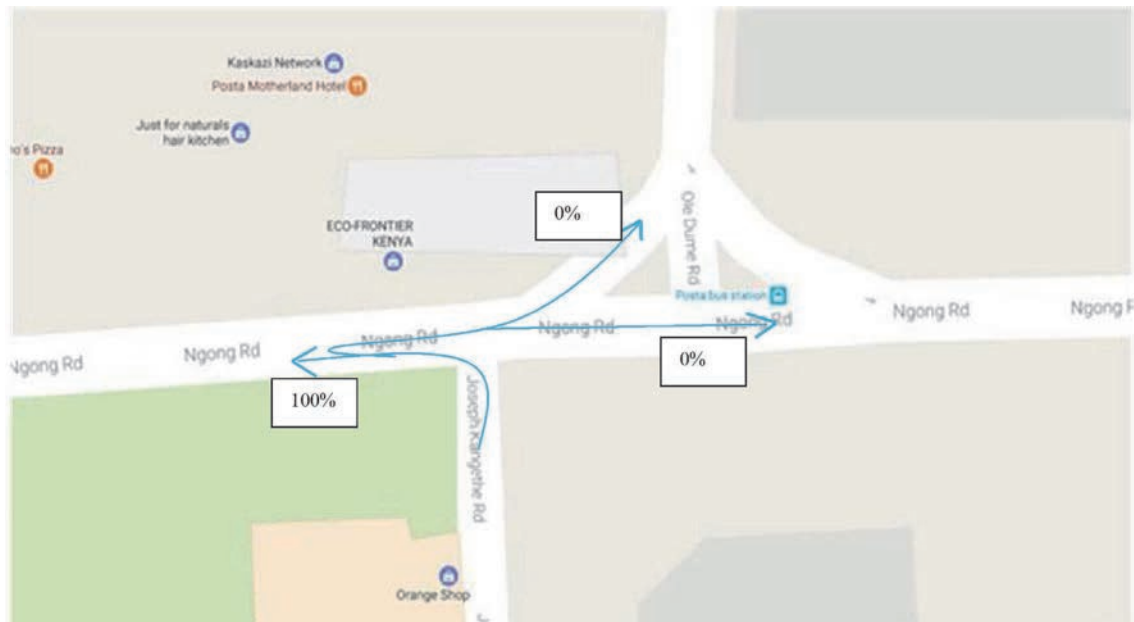 Kaskazi Network
Posta Motherland Hotel
Just for naturals
hair kitchen
no's Pizza
0%
Ole Dume Rd
ECO-FRONTIER
KENYA
Posta bus station
Ngong Rd
Ngong R
Ngong Rd
Ngong Rd
Ngong Rd
Ngong Rd
Ngong Rd
0%
100%
Joseph Kangethe Rd
Orange Shop
J